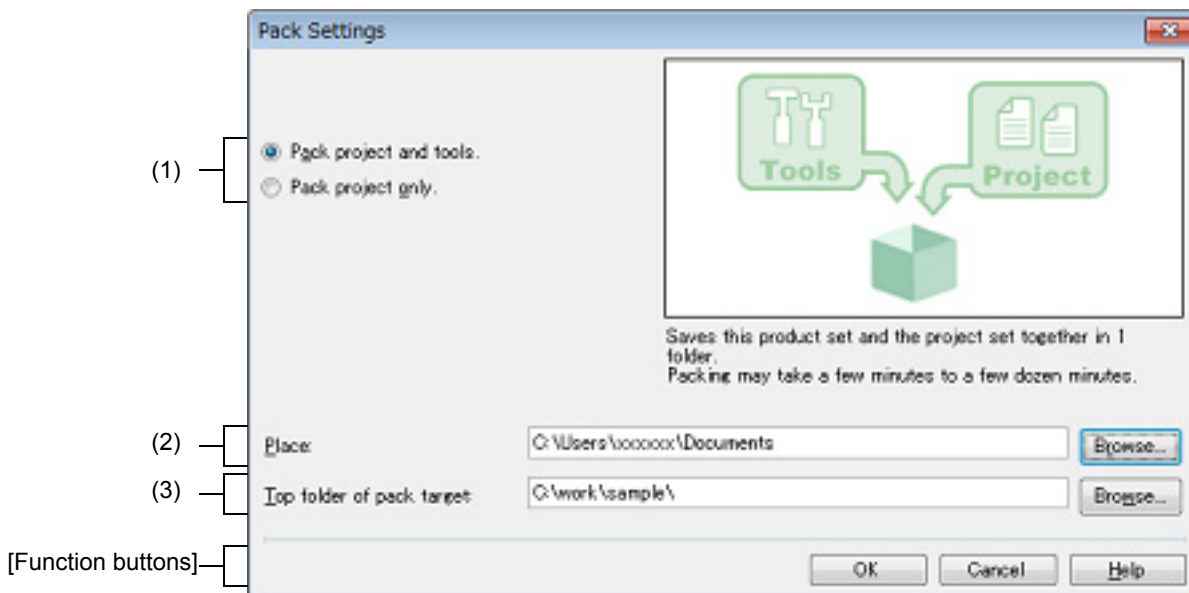 Pack Settings
(1)
Pack project and tools.
Pack project only.
Tools
Project
Saves this product set and the project set together in 1
folder.
Packing may take a few minutes to a few dozen minutes.
(2)
Place:
C:\Users\xxxxxxx\Documents
Browse...
(3)
Top folder of pack target:
C:\work\sample\
Browse...
[Function buttons]
OK
Cancel
Help